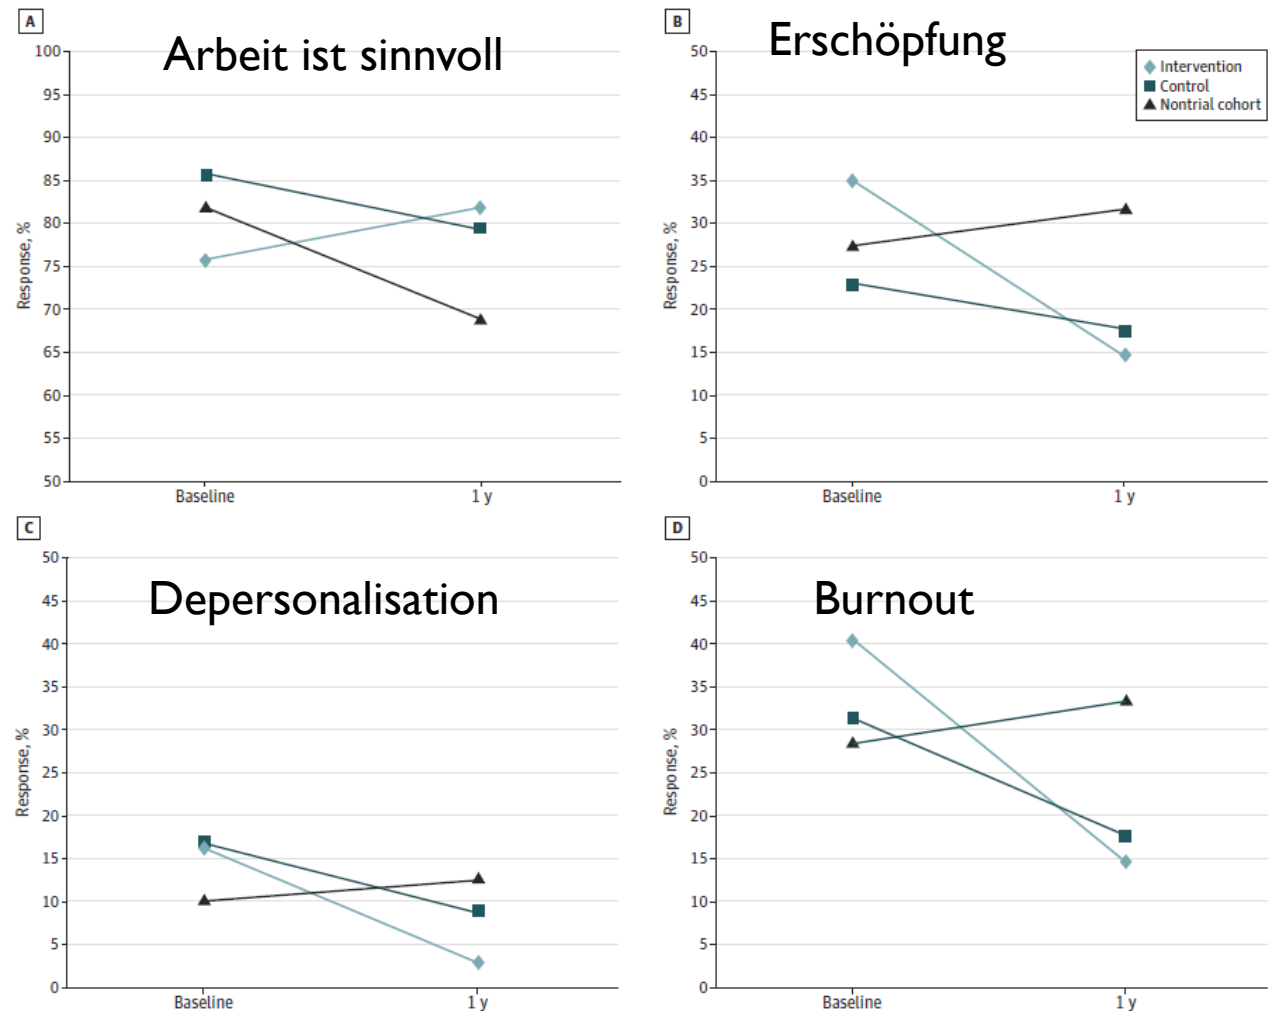 A
Arbeit ist sinnvoll
100
95
90
85
80
75
70
65
60
55
50
Response, %
Baseline
1 y
B
Erschöpfung
Intervention
Control
Nontrial cohort
50
45
40
35
30
25
20
15
10
5
0
Response, %
Baseline
1 y
C
Depersonalisation
50
45
40
35
30
25
20
15
10
5
0
Response, %
Baseline
1 y
D
Burnout
50
45
40
35
30
25
20
15
10
5
0
Response, %
Baseline
1 y